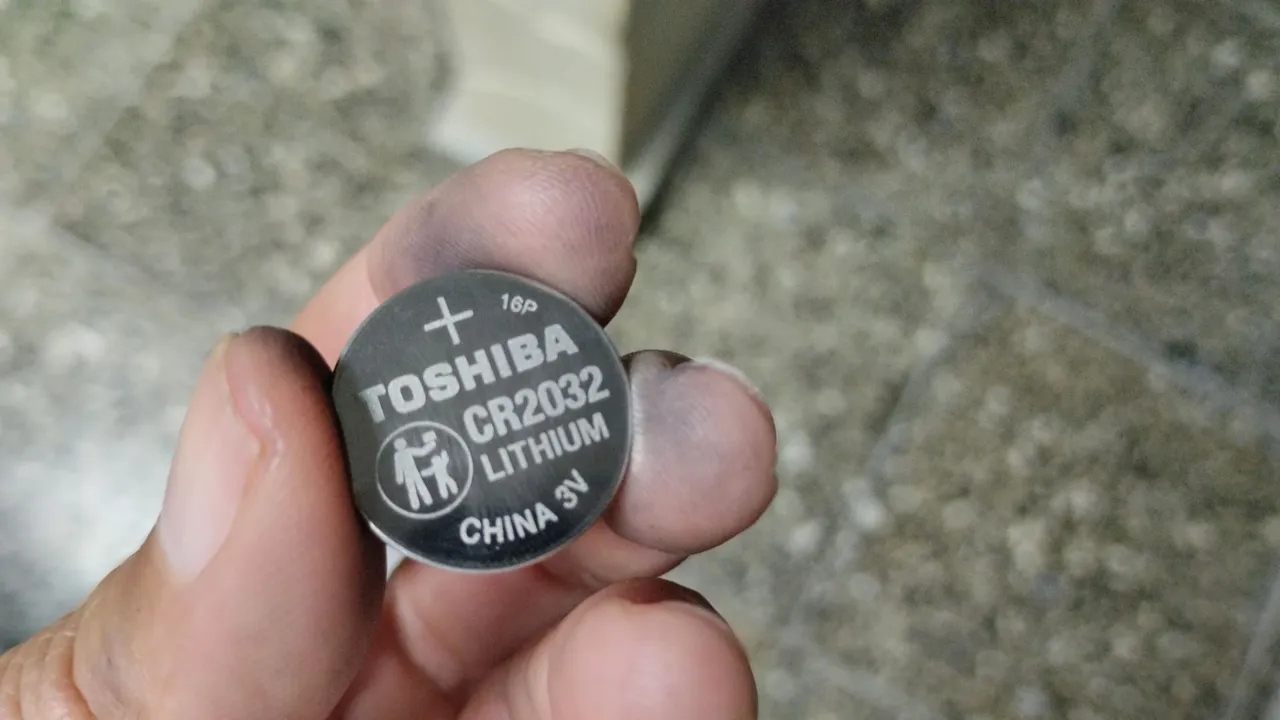 + 16P
TOSHIBA
CR2032
LITHIUM
CHINA 3V